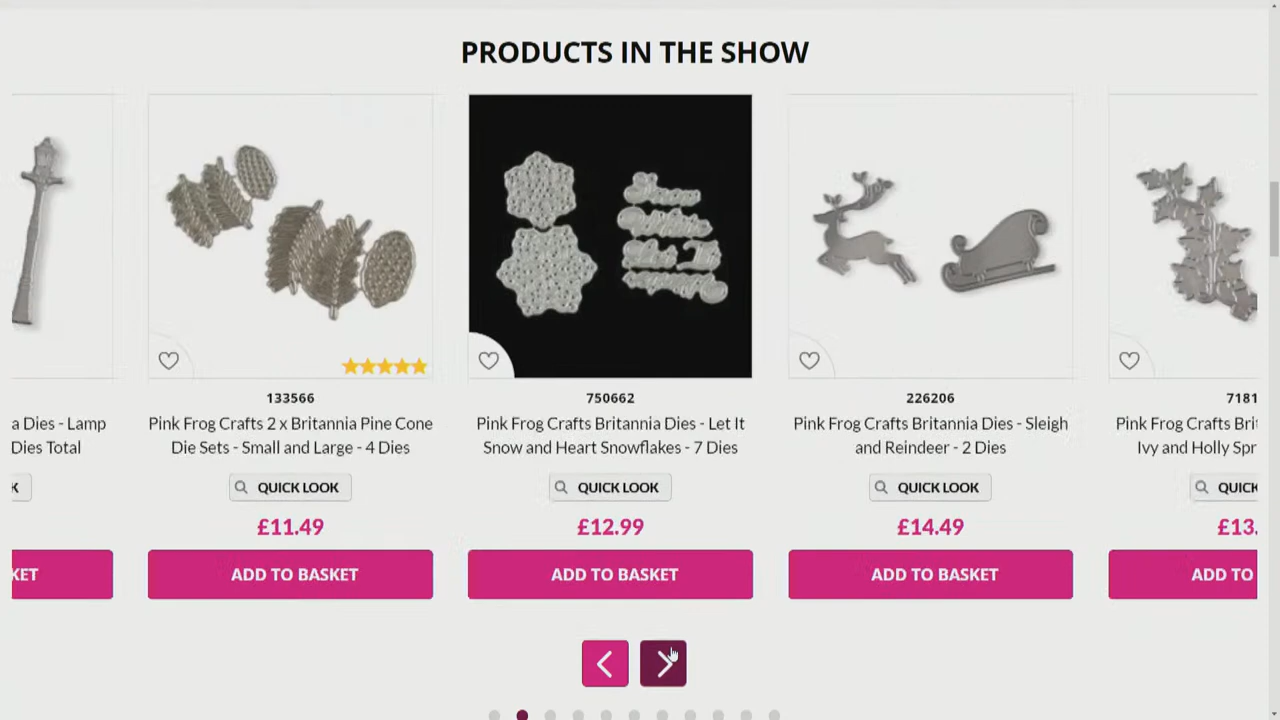 PRODUCTS IN THE SHOW
133566
750662
226206
7181
a Dies - Lamp
Dies Total
Pink Frog Crafts 2 x Britannia Pine Cone
Die Sets - Small and Large - 4 Dies
Pink Frog Crafts Britannia Dies - Let It
Snow and Heart Snowflakes - 7 Dies
Pink Frog Crafts Britannia Dies - Sleigh
and Reindeer - 2 Dies
Pink Frog Crafts Brit
Ivy and Holly Spr
K
QUICK LOOK
QUICK LOOK
QUICK LOOK
QUICK
£11.49
£12.99
£14.49
£13.
KET
ADD TO BASKET
ADD TO BASKET
ADD TO BASKET
ADD TO